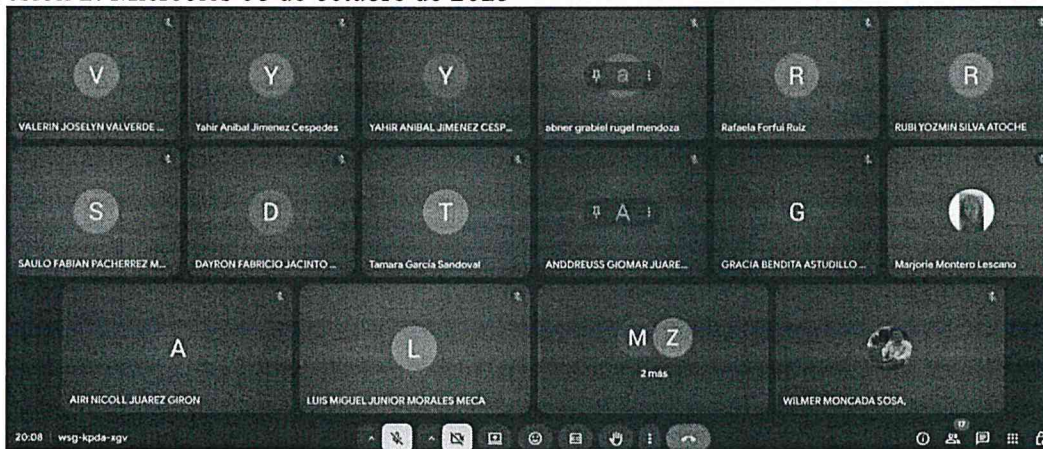 V
Y
Y
a
R
R
VALERIN JOSELYN VALVERDE ...
Yahir Anibal Jimenez Cespedes
YAHIR ANIBAL JIMENEZ CESP...
abner grabiel rugel mendoza
Rafaela Forfui Ruiz
RUBI YOZMIN SILVA ATOCHE
S
D
T
A
G
SAULO FABIAN PACHERREZ M...
DAYRON FABRICIO JACINTO ...
Tamara García Sandoval
ANDDREUSS GIOMAR JUARE...
GRACIA BENDITA ASTUDILLO ...
Marjorie Montero Lescano
A
L
M Z
2 más
AIRI NICOLL JUAREZ GIRON
LUIS MIGUEL JUNIOR MORALES MECA
WILMER MONCADA SOSA,
20:08 | wsg-kpda-xgv
17